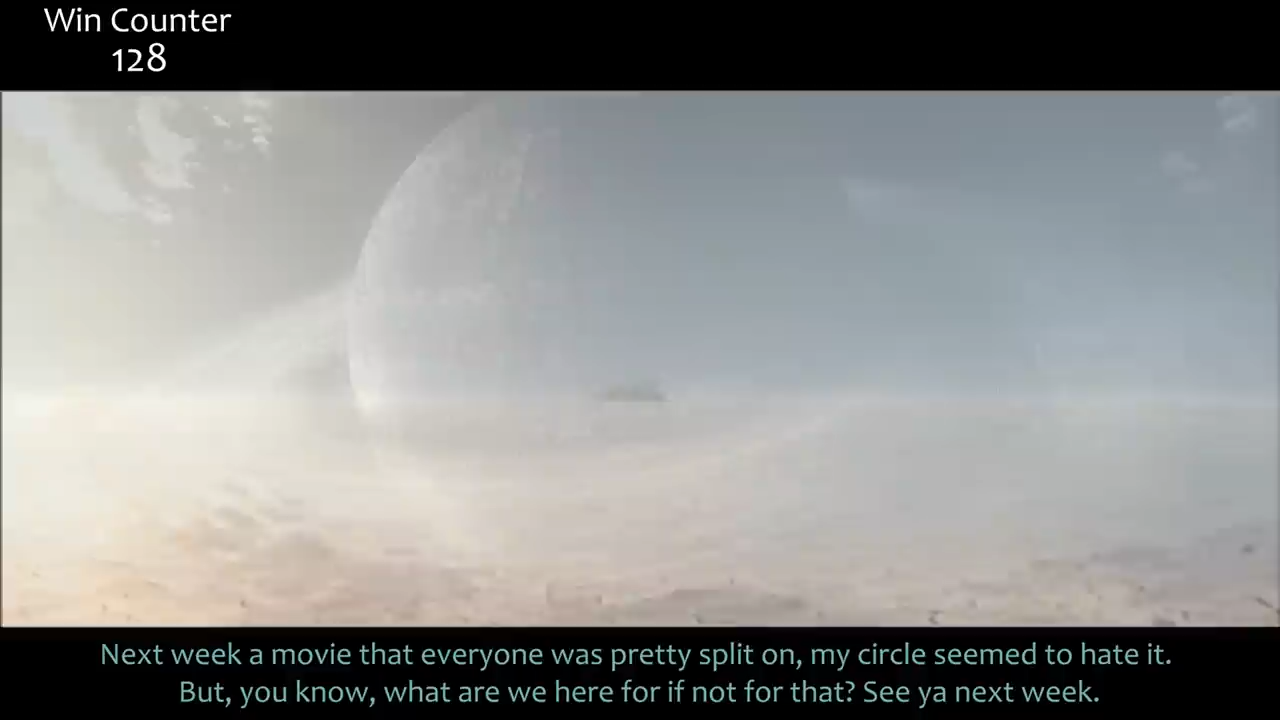 Win Counter
128
Next week a movie that everyone was pretty split on, my circle seemed to hate it.
But, you know, what are we here for if not for that? See ya next week.